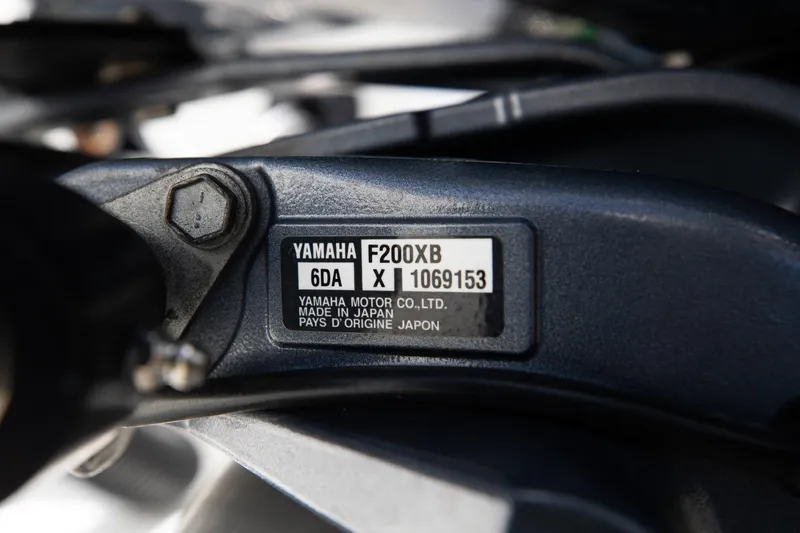 YAMAHA F200XB
6DA X 1069153
YAMAHA MOTOR CO.,LTD.
MADE IN JAPAN
PAYS D'ORIGINE JAPON